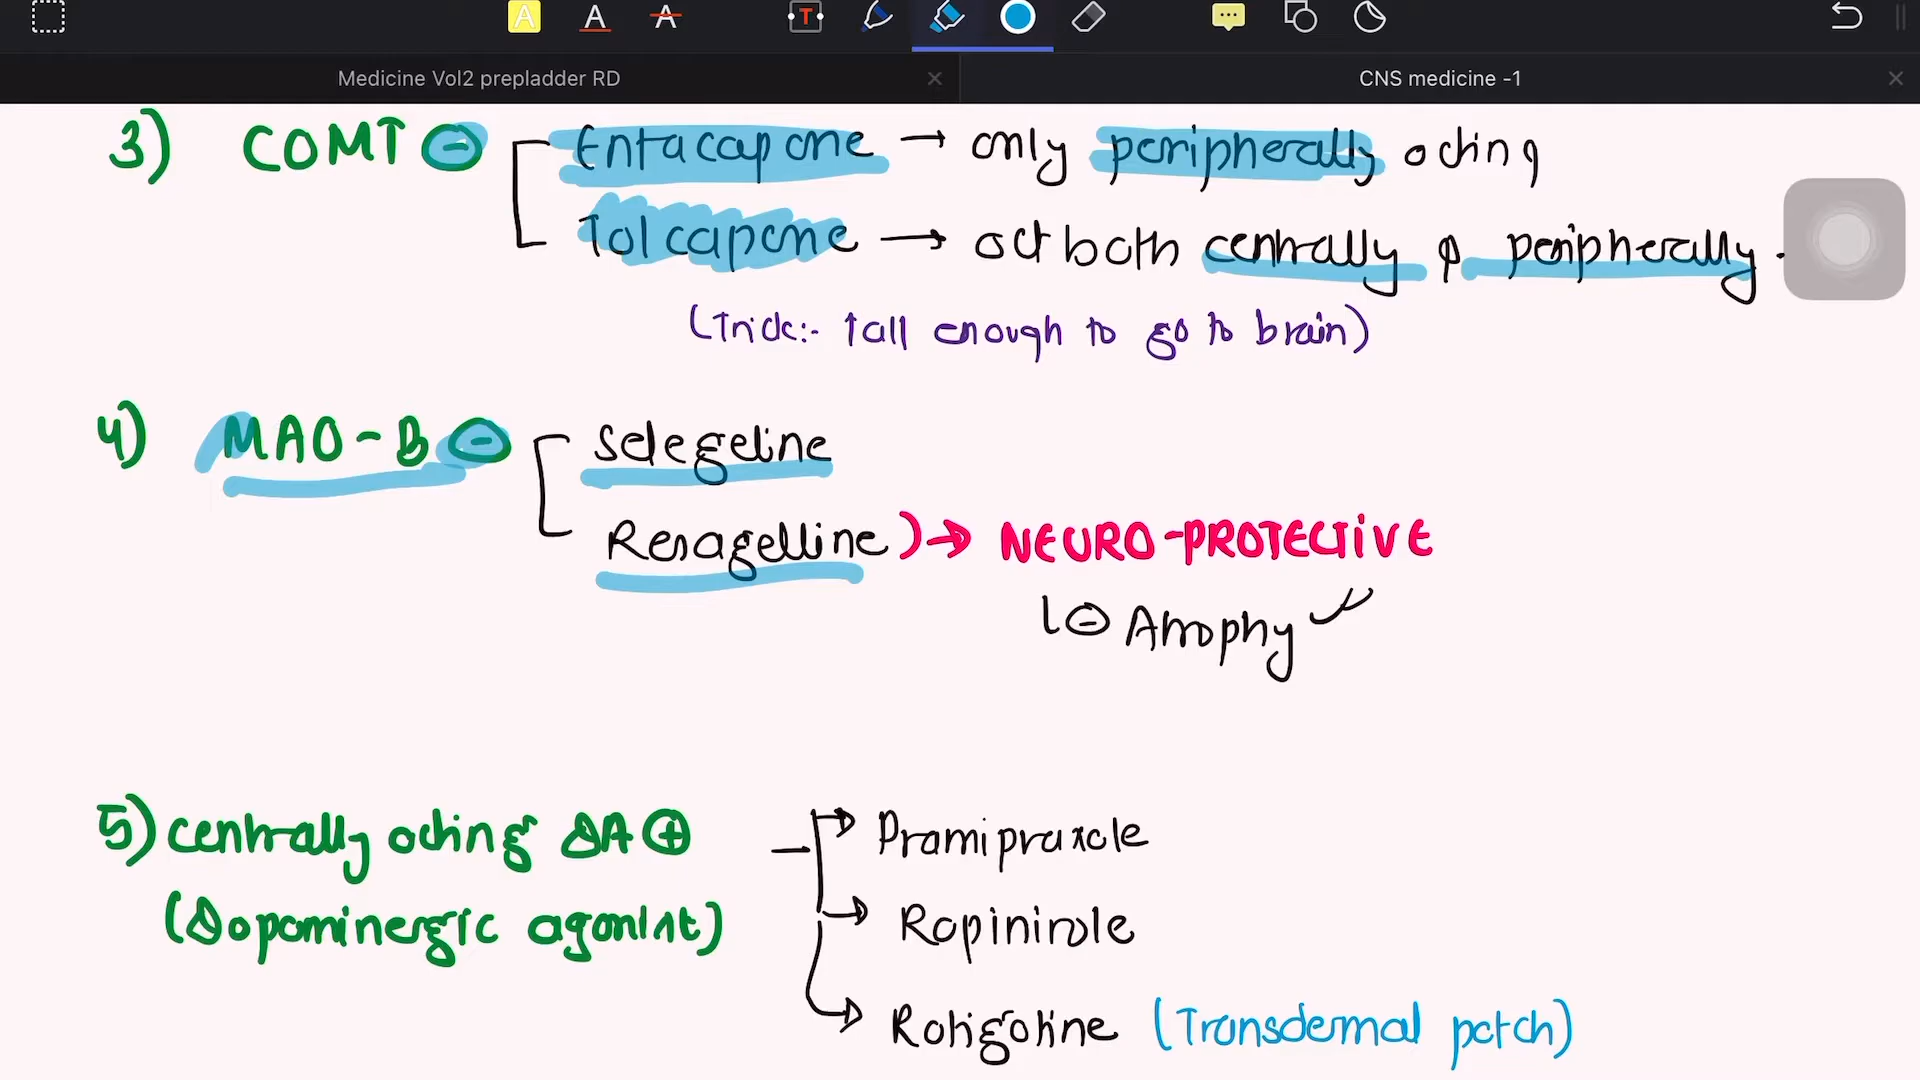 Medicine Vol2 prepladder RD
CNS medicine -1
3) COMT ⊖ Entacapone → only peripherally acting
Tolcapone → act both centrally & peripherally.
(Trick:- tall enough to go to brain)
4) MAO-B ⊖ Selegeline
Rasagelline) → NEURO-PROTECTIVE
⊖ Atrophy ✓
5) centrally acting DA ⊕ → Pramipraxole
(Dopaminergic agonist) → Ropinirole
→ Rotigotine (Transdermal patch)